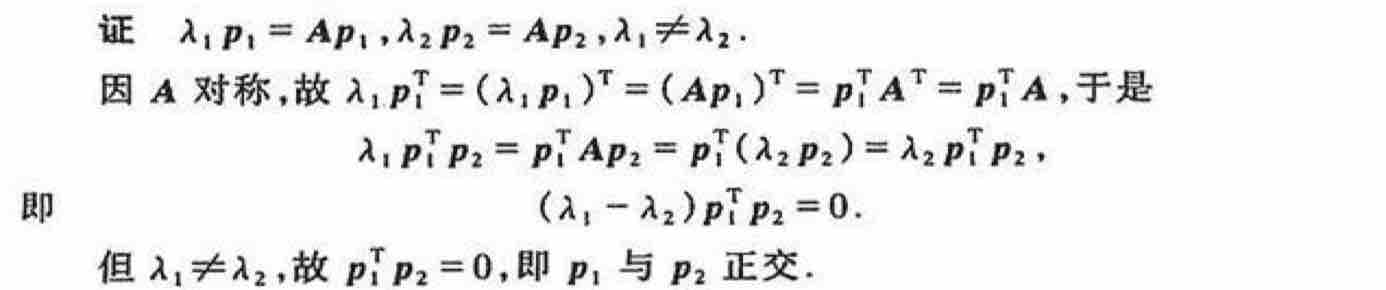 证 λ₁p₁ = Ap₁,λ₂p₂ = Ap₂,λ₁≠λ₂.
因 A 对称,故 λ₁p₁ᵀ = (λ₁p₁)ᵀ = (Ap₁)ᵀ = p₁ᵀAᵀ = p₁ᵀA,于是
λ₁p₁ᵀp₂ = p₁ᵀAp₂ = p₁ᵀ(λ₂p₂) = λ₂p₁ᵀp₂,
即 (λ₁ − λ₂)p₁ᵀp₂ = 0.
但 λ₁≠λ₂,故 p₁ᵀp₂ = 0,即 p₁ 与 p₂ 正交.